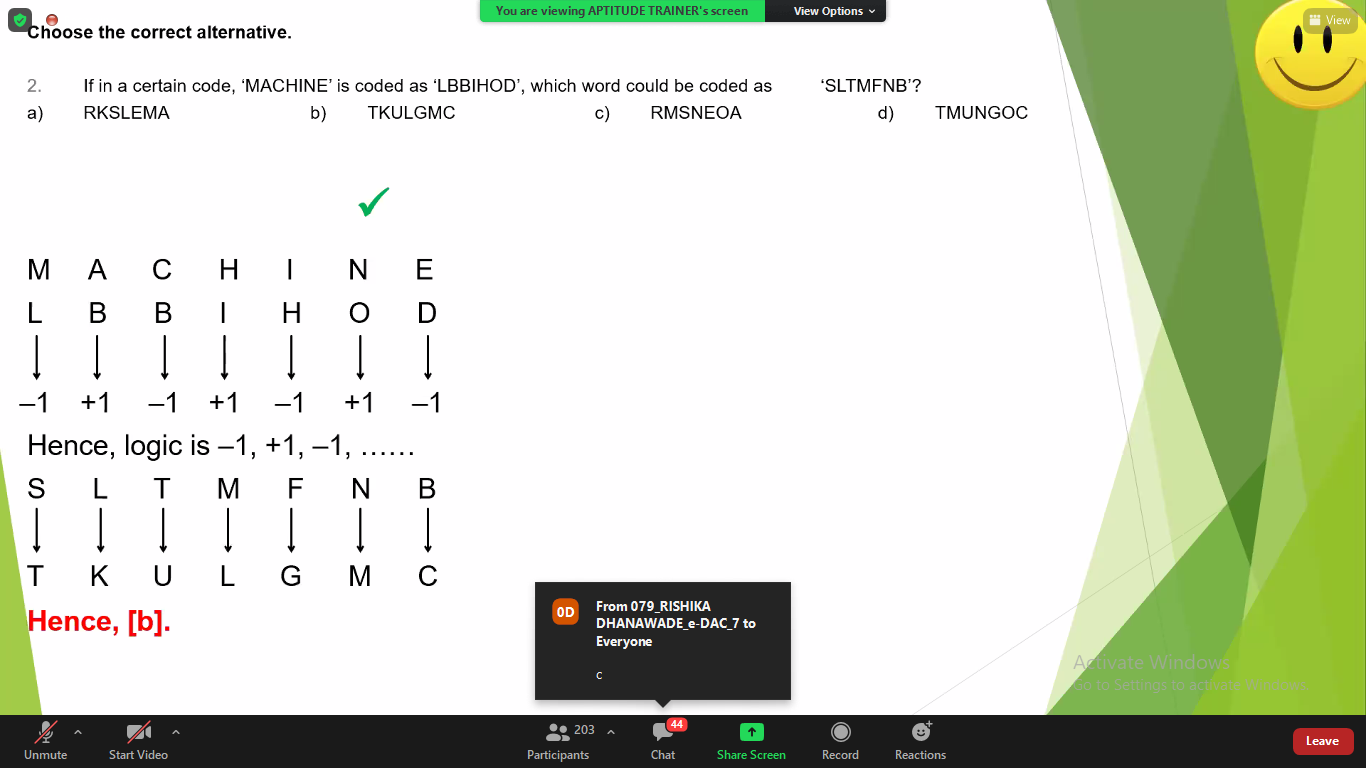 You are viewing APTITUDE TRAINER's screen
View Options
View
Choose the correct alternative.
2. If in a certain code, ‘MACHINE’ is coded as ‘LBBIHOD’, which word could be coded as ‘SLTMFNB’?
a) RKSLEMA b) TKULGMC c) RMSNEOA d) TMUNGOC
M A C H I N E
L B B I H O D
–1 +1 –1 +1 –1 +1 –1
Hence, logic is –1, +1, –1, ……
S L T M F N B
T K U L G M C
Hence, [b].
0D
From 079_RISHIKA
DHANAWADE_e-DAC_7 to
Everyone
c
Activate Windows
Go to Settings to activate Windows.
44
203
Unmute Start Video Participants Chat Share Screen Record Reactions Leave